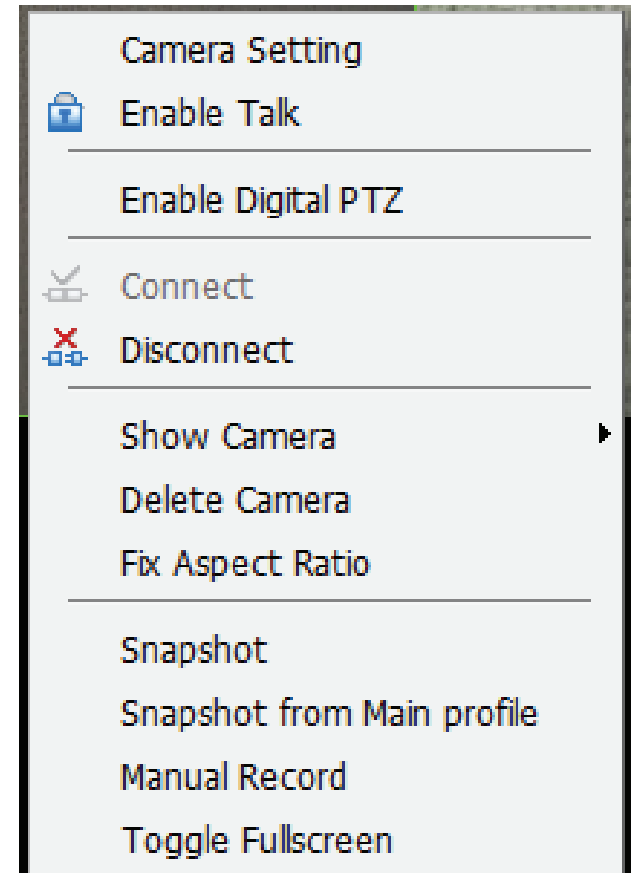 Camera Setting
Enable Talk
Enable Digital PTZ
Connect
Disconnect
Show Camera
Delete Camera
Fix Aspect Ratio
Snapshot
Snapshot from Main profile
Manual Record
Toggle Fullscreen